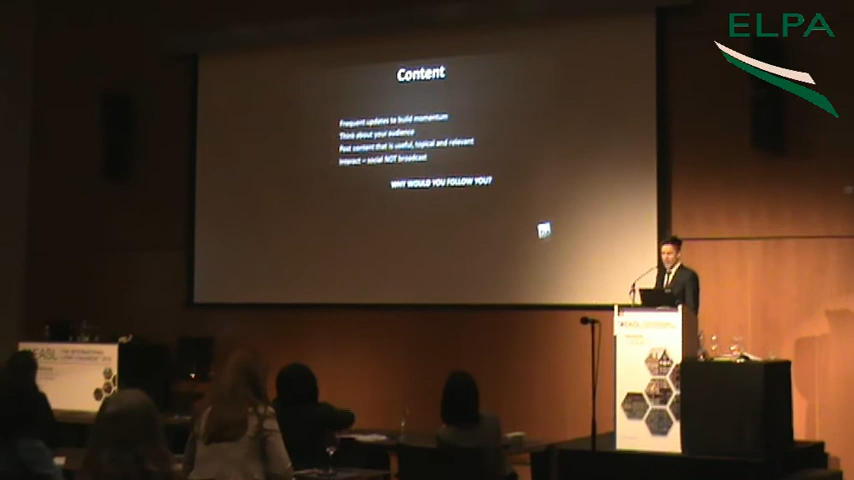 ELPA
Content
Frequent updates to build momentum
Think about your audience
Post content that is useful, topical and relevant
Interact – social NOT broadcast
WHY WOULD YOU FOLLOW YOU?
EASL
EASL